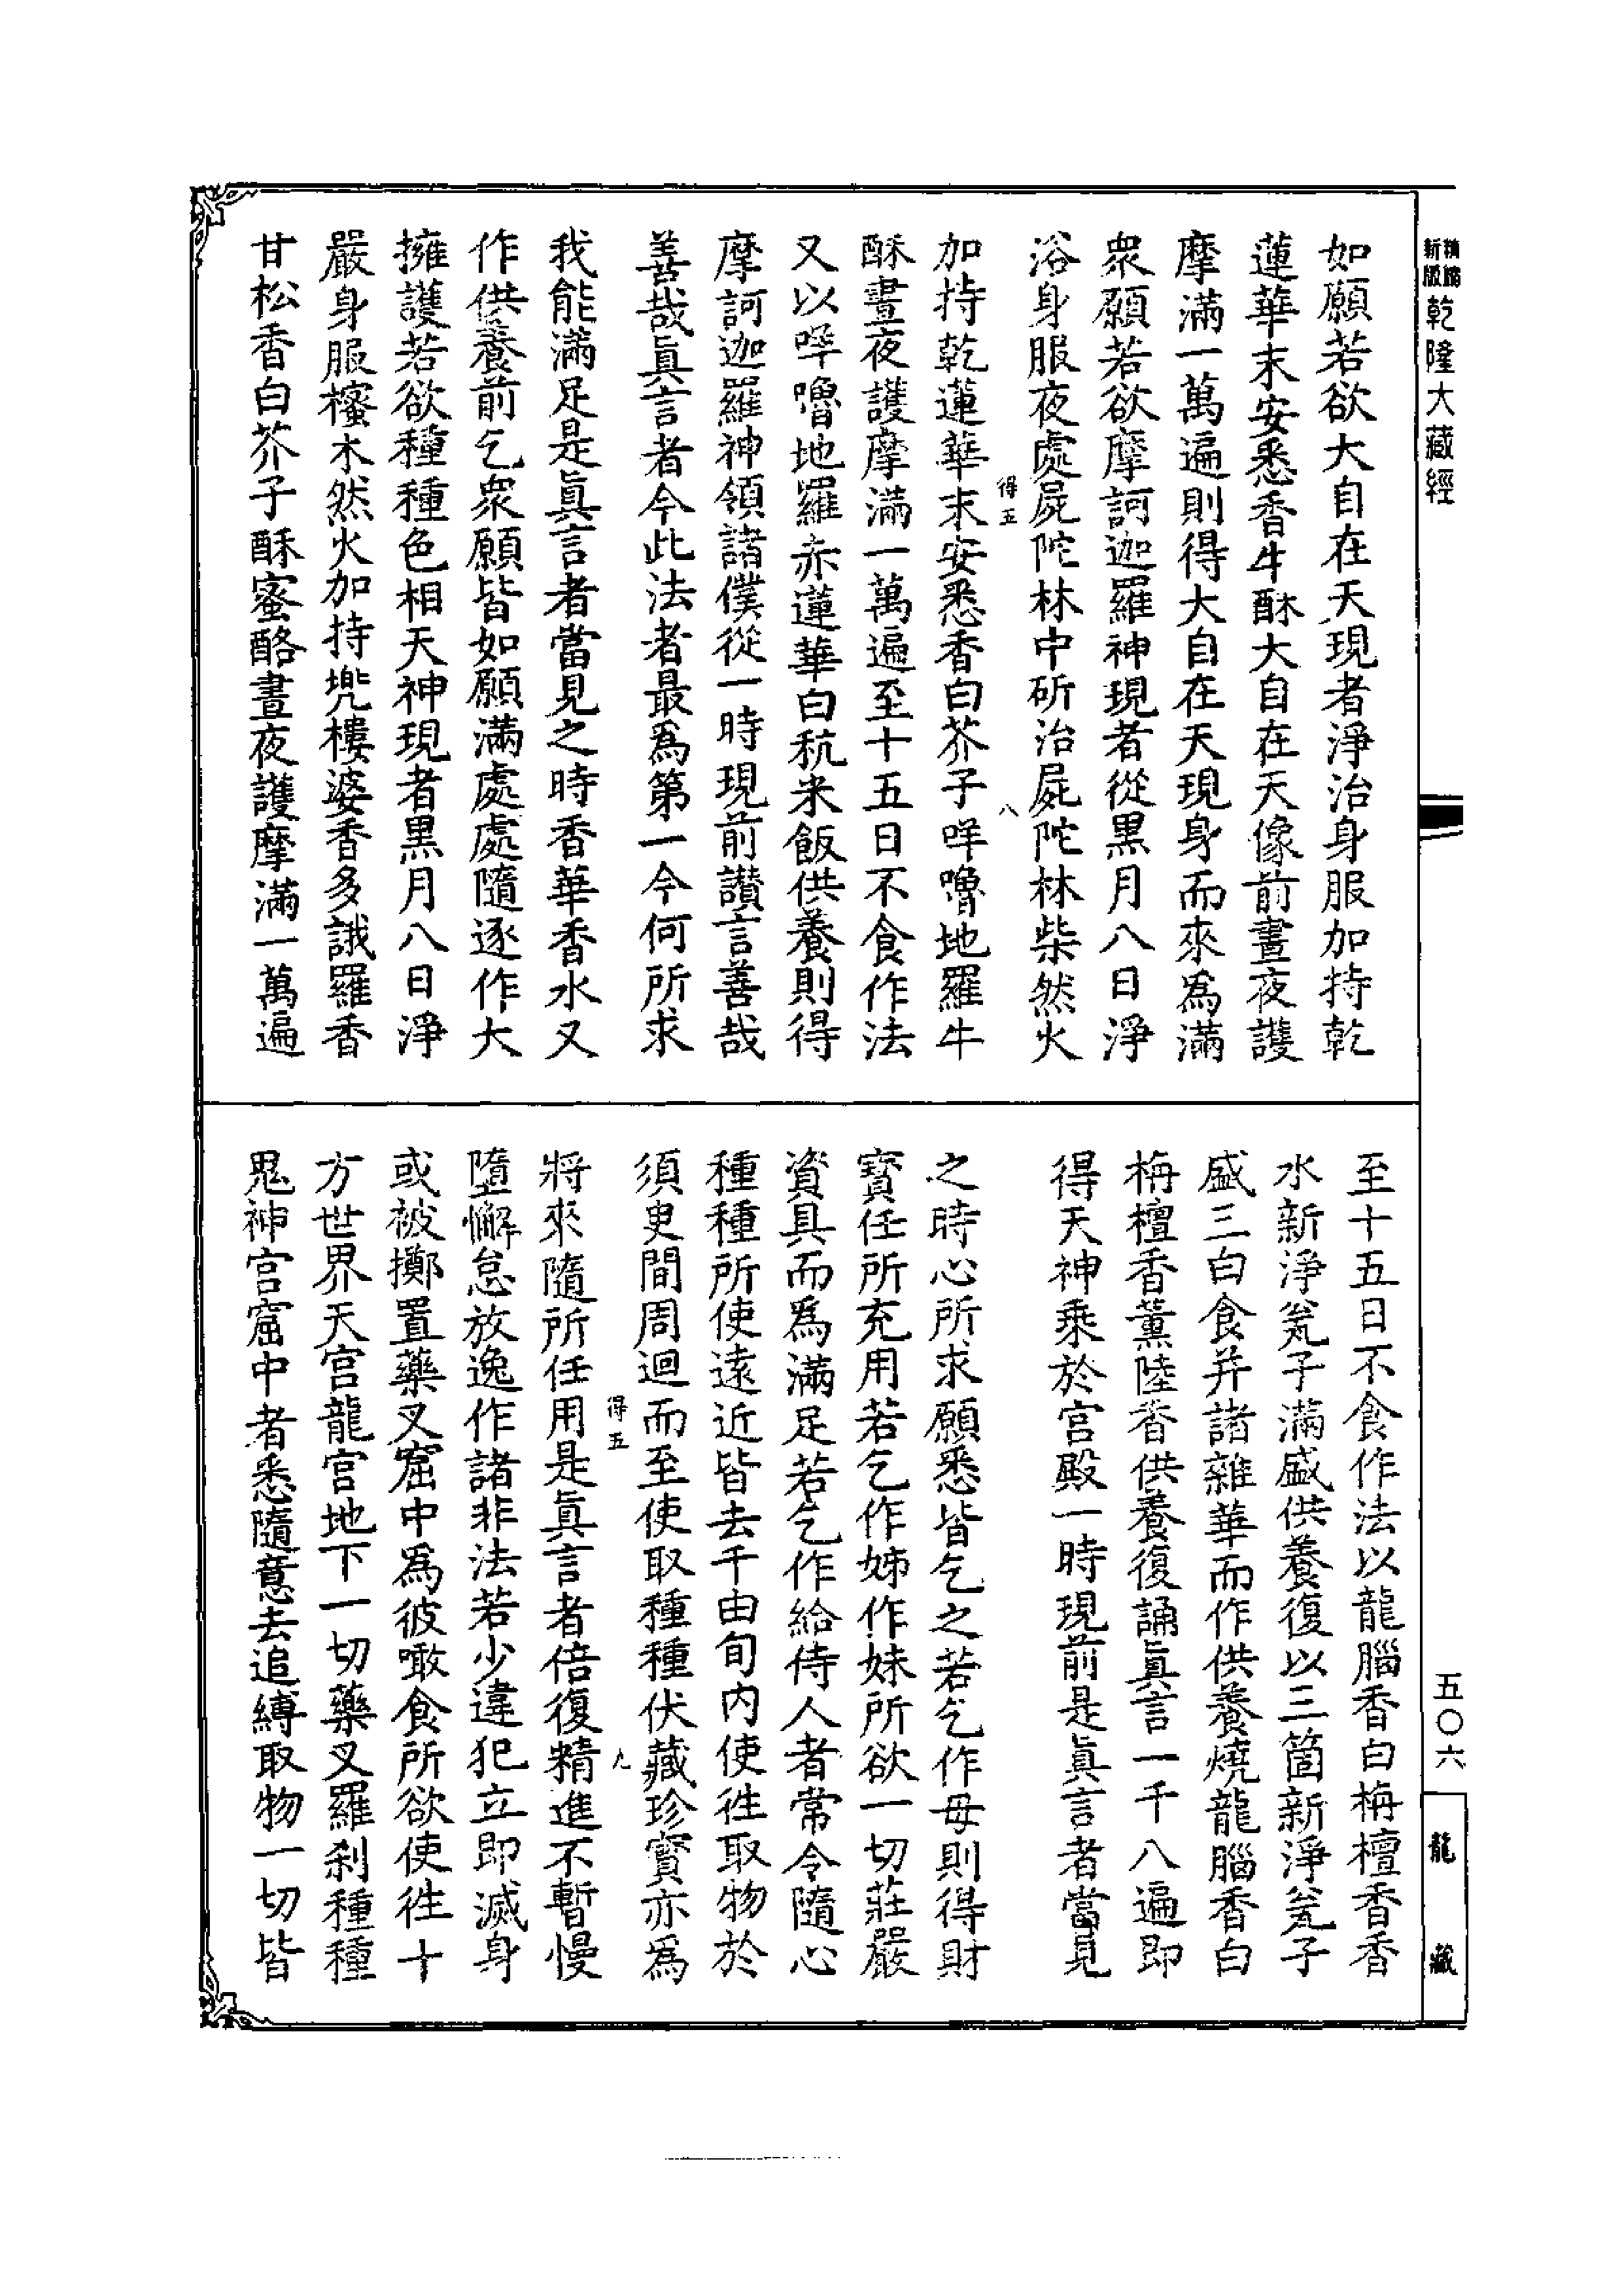 精編
新版
乾隆大藏經
如願若欲大自在天現者淨治身服加持乾
蓮華末安悉香牛酥大自在天像前晝夜護
摩滿一萬遍則得大自在天現身而來為滿
衆願若欲摩訶迦羅神現者從黑月八日淨
浴身服夜處屍陀林中斫治屍陀林柴然火
得五
八
加持乾蓮華末安悉香白芥子咩嚕地羅牛
酥晝夜護摩滿一萬遍至十五日不食作法
又以咩嚕地羅赤蓮華白秔米飯供養則得
摩訶迦羅神領諸僕從一時現前讃言善哉
善哉真言者今此法者最為第一今何所求
我能滿足是真言者當見之時香華香水又
作供養前乞衆願皆如願滿處處隨逐作大
擁護若欲種種色相天神現者黑月八日淨
嚴身服樒木然火加持兠樓婆香多誐羅香
甘松香白芥子酥蜜酪晝夜護摩滿一萬遍
至十五日不食作法以龍腦香白栴檀香香
水新淨瓮子滿盛供養復以三箇新淨瓮子
盛三白食并諸雜華而作供養燒龍腦香白
栴檀香薰陸香供養復誦真言一千八遍即
得天神乘於宮殿一時現前是真言者當見
之時心所求願悉皆乞之若乞作母則得財
寳任所充用若乞作姊作妹所欲一切莊嚴
資具而為滿足若乞作給侍人者常令隨心
種種所使遠近皆去千由旬內使徃取物於
須臾間周迴而至使取種種伏藏珍寳亦為
得五
九
將來隨所任用是真言者倍復精進不暫慢
墮懈怠放逸作諸非法若少違犯立即滅身
或被擲置藥叉窟中為彼噉食所欲使徃十
方世界天宮龍宮地下一切藥叉羅剎種種
鬼神宮窟中者悉隨意去追縛取物一切皆
五〇六
龍藏